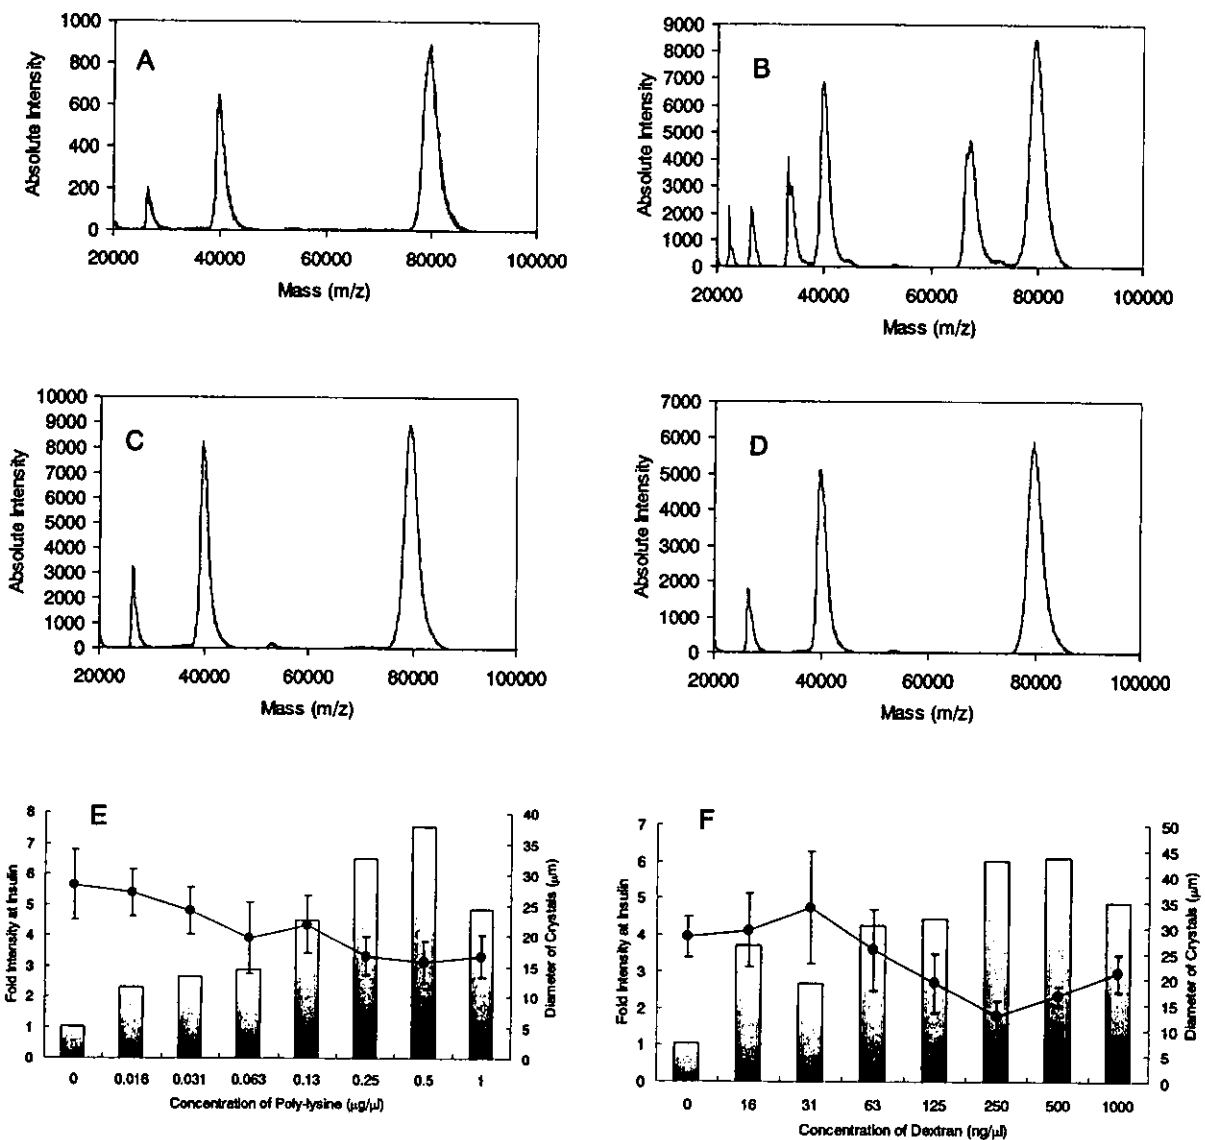 A
Absolute Intensity
1000
800
600
400
200
0
20000 40000 60000 80000 100000
Mass (m/z)
B
Absolute Intensity
9000
8000
7000
6000
5000
4000
3000
2000
1000
0
20000 40000 60000 80000 100000
Mass (m/z)
C
Absolute Intensity
10000
9000
8000
7000
6000
5000
4000
3000
2000
1000
0
20000 40000 60000 80000 100000
Mass (m/z)
D
Absolute Intensity
7000
6000
5000
4000
3000
2000
1000
0
20000 40000 60000 80000 100000
Mass (m/z)
E
Fold Intensity at Insulin
8
7
6
5
4
3
2
1
0
40
35
30
25
20
15
10
5
0
Diameter of Crystals (μm)
0 0.016 0.031 0.063 0.13 0.25 0.5 1
Concentration of Poly-lysine (μg/μl)
F
Fold Intensity at Insulin
7
6
5
4
3
2
1
0
50
45
40
35
30
25
20
15
10
5
0
Diameter of Crystals (μm)
0 16 31 63 125 250 500 1000
Concentration of Dextran (ng/μl)